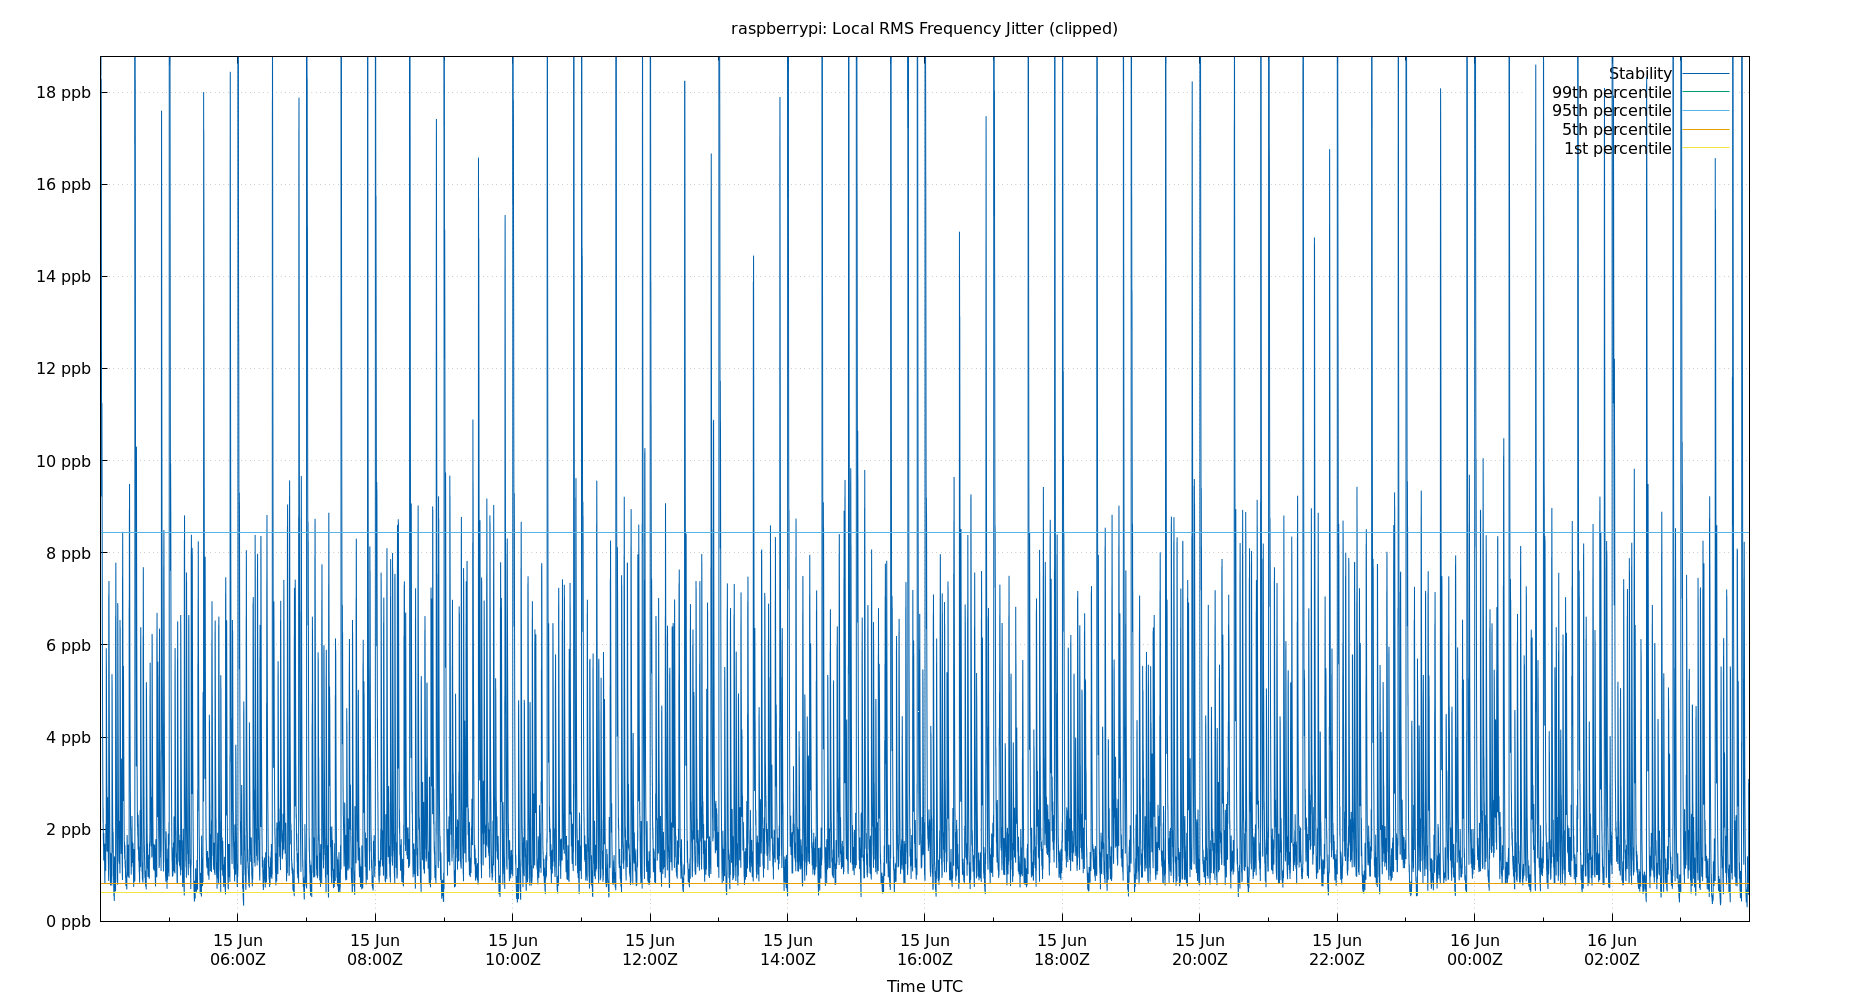 raspberrypi: Local RMS Frequency Jitter (clipped)
Stability
99th percentile
95th percentile
5th percentile
1st percentile
18 ppb
16 ppb
14 ppb
12 ppb
10 ppb
8 ppb
6 ppb
4 ppb
2 ppb
0 ppb
15 Jun 15 Jun 15 Jun 15 Jun 15 Jun 15 Jun 15 Jun 15 Jun 15 Jun 16 Jun 16 Jun
06:00Z 08:00Z 10:00Z 12:00Z 14:00Z 16:00Z 18:00Z 20:00Z 22:00Z 00:00Z 02:00Z
Time UTC